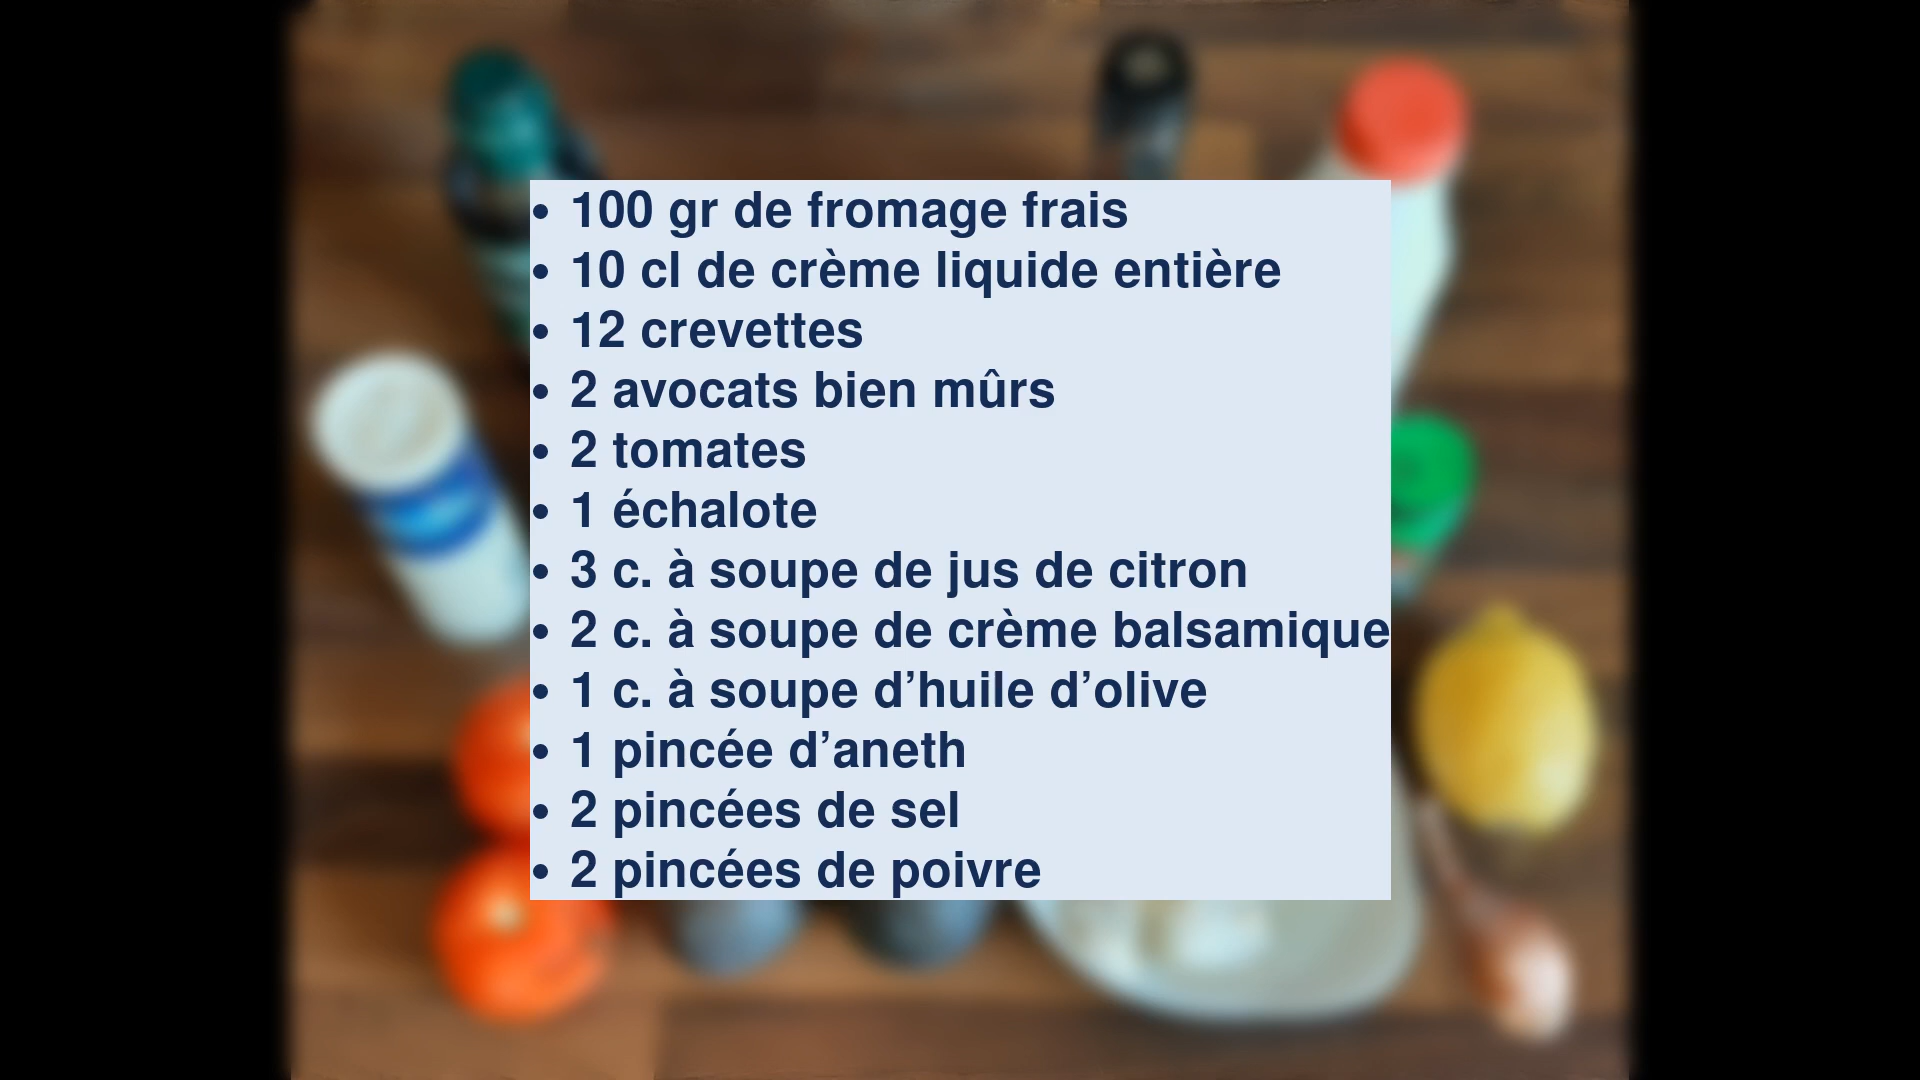 • 100 gr de fromage frais
• 10 cl de crème liquide entière
• 12 crevettes
• 2 avocats bien mûrs
• 2 tomates
• 1 échalote
• 3 c. à soupe de jus de citron
• 2 c. à soupe de crème balsamique
• 1 c. à soupe d’huile d’olive
• 1 pincée d’aneth
• 2 pincées de sel
• 2 pincées de poivre